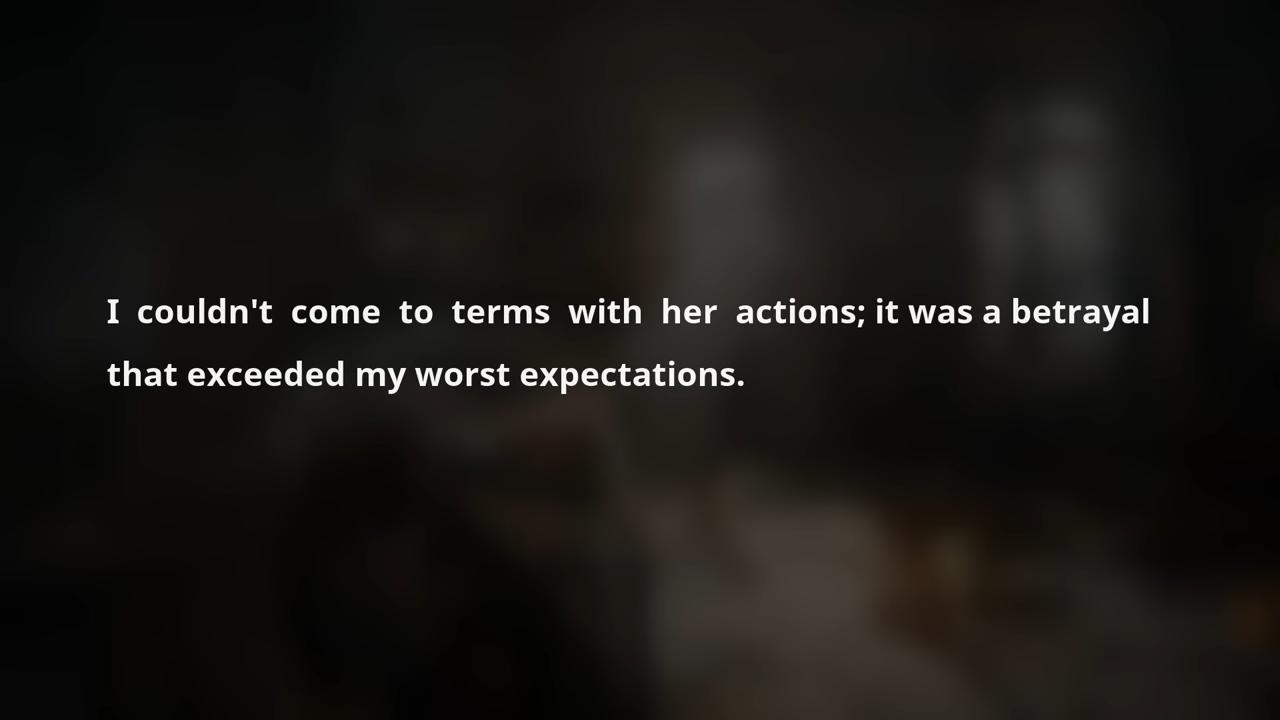 I couldn't come to terms with her actions; it was a betrayal
that exceeded my worst expectations.